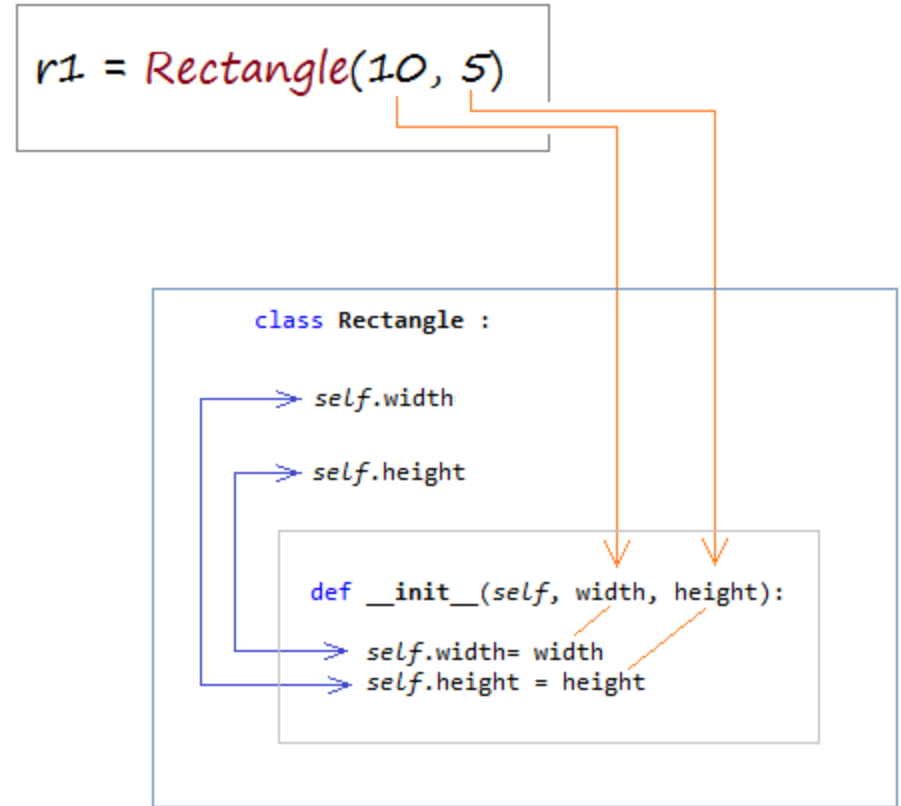 r1 = Rectangle(10, 5)
class Rectangle :
self.width
self.height
def __init__(self, width, height):
self.width= width
self.height = height